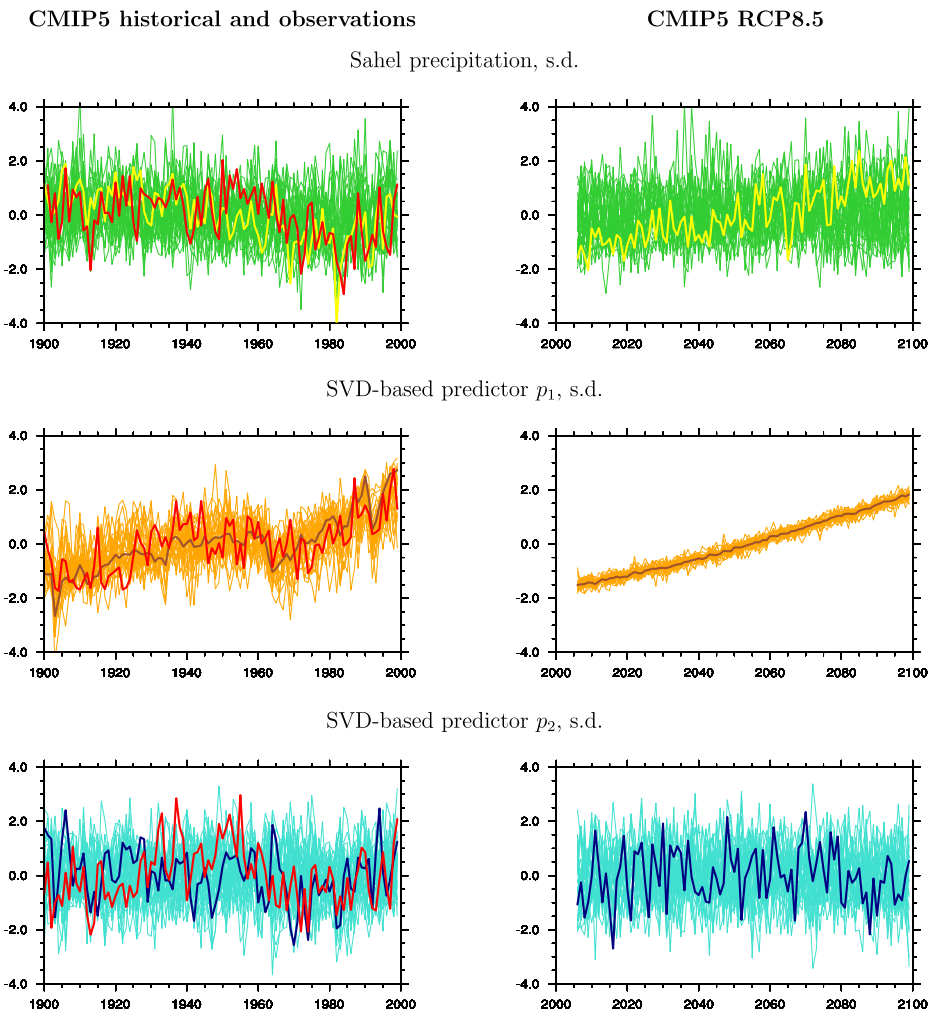 CMIP5 historical and observations CMIP5 RCP8.5
Sahel precipitation, s.d.
4.0 4.0
2.0 2.0
0.0 0.0
-2.0 -2.0
-4.0 -4.0
1900 1920 1940 1960 1980 2000 2000 2020 2040 2060 2080 2100
SVD-based predictor p₁, s.d.
4.0 4.0
2.0 2.0
0.0 0.0
-2.0 -2.0
-4.0 -4.0
1900 1920 1940 1960 1980 2000 2000 2020 2040 2060 2080 2100
SVD-based predictor p₂, s.d.
4.0 4.0
2.0 2.0
0.0 0.0
-2.0 -2.0
-4.0 -4.0
1900 1920 1940 1960 1980 2000 2000 2020 2040 2060 2080 2100